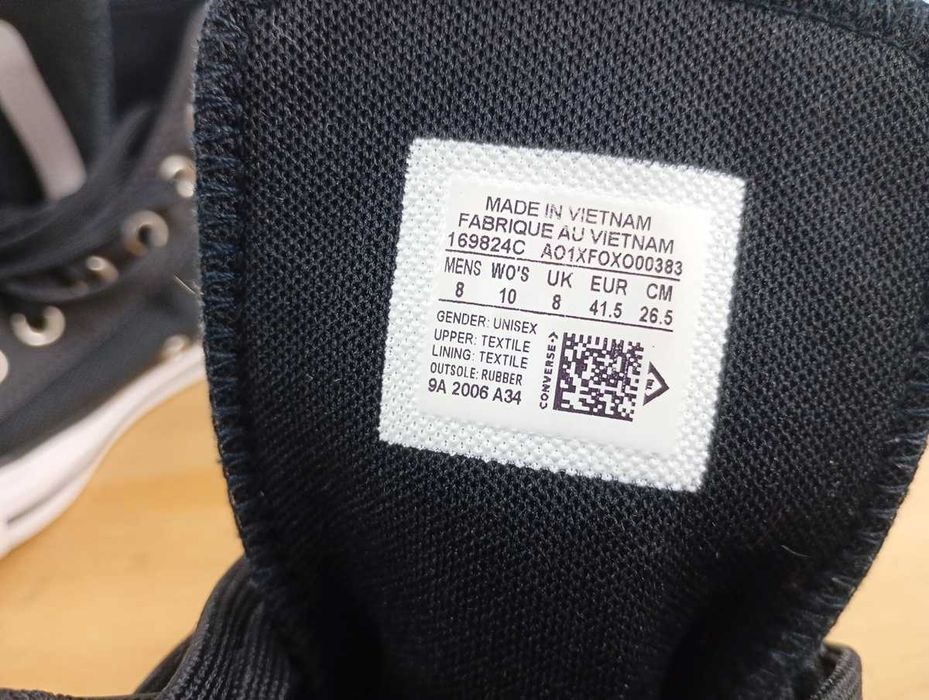 MADE IN VIETNAM
FABRIQUE AU VIETNAM
169824C AO1XFOXO00383
MENS WO'S UK EUR CM
8 10 8 41.5 26.5
GENDER: UNISEX
UPPER: TEXTILE
LINING: TEXTILE
OUTSOLE: RUBBER
9A 2006 A34
CONVERSE